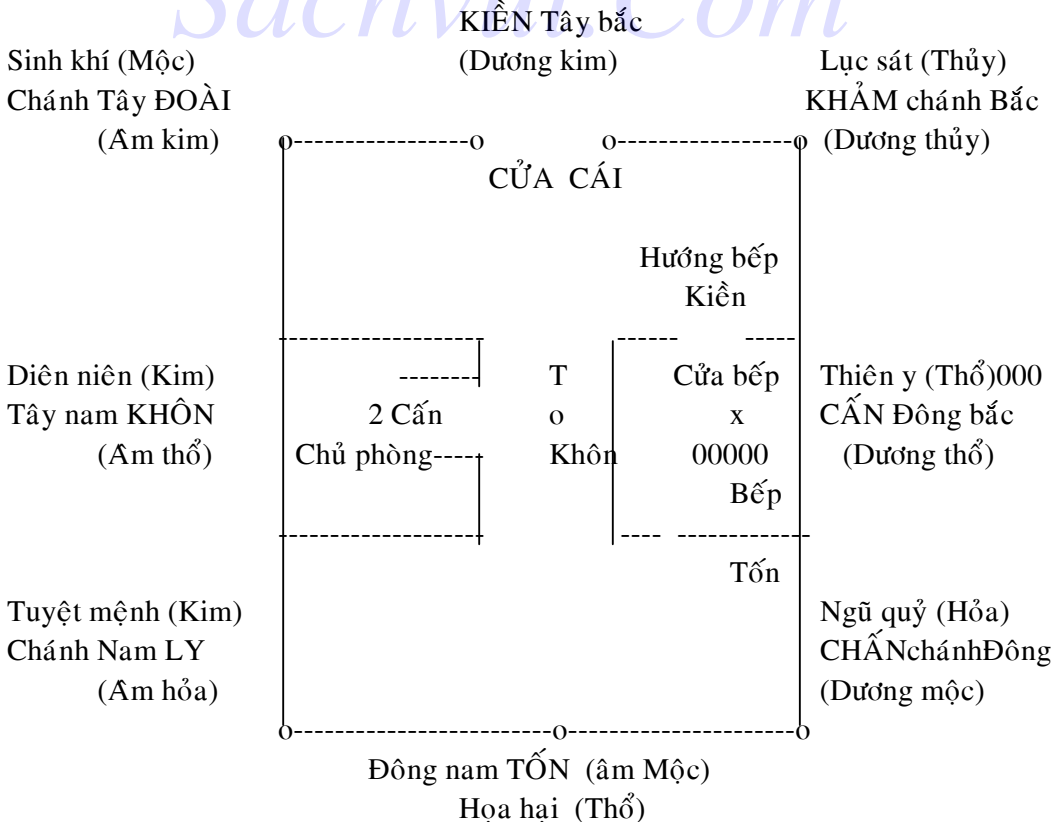 Sachvui.Com
KIỀN Tây bắc
Sinh khí (Mộc) (Dương kim) Lục sát (Thủy)
Chánh Tây ĐOÀI KHẢM chánh Bắc
(Âm kim) o-----------------o o-----------------o (Dương thủy)
CỬA CÁI
Hướng bếp
Kiền
Diên niên (Kim) T Cửa bếp Thiên y (Thổ)000
Tây nam KHÔN 2 Cấn o x CẤN Đông bắc
(Âm thổ) Chủ phòng----- Khôn 00000 (Dương thổ)
Bếp
Tốn
Tuyệt mệnh (Kim) Ngũ quỷ (Hỏa)
Chánh Nam LY CHẤNchánhĐông
(Âm hỏa) (Dương mộc)
o--------------------------o-----------------------o
Đông nam TỐN (âm Mộc)
Họa hại (Thổ)